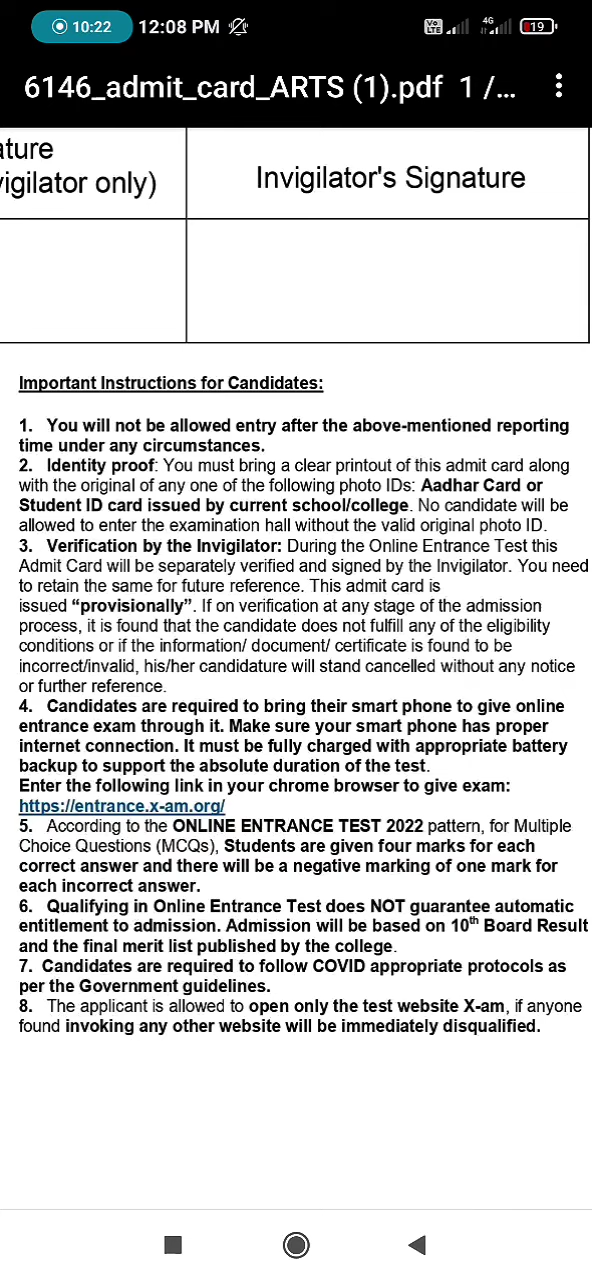 10:22 12:08 PM Vo LTE 4G 19
6146_admit_card_ARTS (1).pdf 1 /...
ature
vigilator only)
Invigilator's Signature
Important Instructions for Candidates:
1. You will not be allowed entry after the above-mentioned reporting
time under any circumstances.
2. Identity proof: You must bring a clear printout of this admit card along
with the original of any one of the following photo IDs: Aadhar Card or
Student ID card issued by current school/college. No candidate will be
allowed to enter the examination hall without the valid original photo ID.
3. Verification by the Invigilator: During the Online Entrance Test this
Admit Card will be separately verified and signed by the Invigilator. You need
to retain the same for future reference. This admit card is
issued “provisionally”. If on verification at any stage of the admission
process, it is found that the candidate does not fulfill any of the eligibility
conditions or if the information/ document/ certificate is found to be
incorrect/invalid, his/her candidature will stand cancelled without any notice
or further reference.
4. Candidates are required to bring their smart phone to give online
entrance exam through it. Make sure your smart phone has proper
internet connection. It must be fully charged with appropriate battery
backup to support the absolute duration of the test.
Enter the following link in your chrome browser to give exam:
https://entrance.x-am.org/
5. According to the ONLINE ENTRANCE TEST 2022 pattern, for Multiple
Choice Questions (MCQs), Students are given four marks for each
correct answer and there will be a negative marking of one mark for
each incorrect answer.
6. Qualifying in Online Entrance Test does NOT guarantee automatic
entitlement to admission. Admission will be based on 10th Board Result
and the final merit list published by the college.
7. Candidates are required to follow COVID appropriate protocols as
per the Government guidelines.
8. The applicant is allowed to open only the test website X-am, if anyone
found invoking any other website will be immediately disqualified.